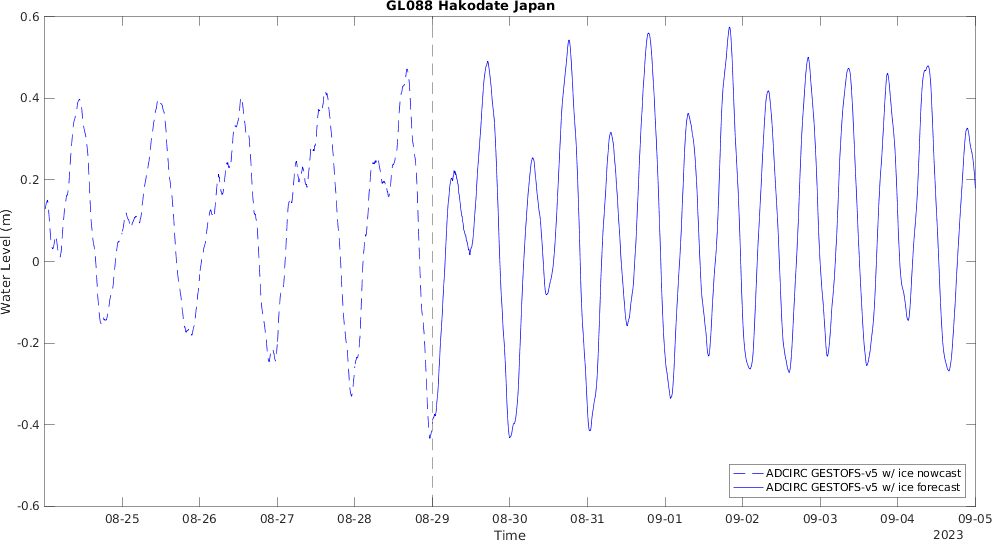 GL088 Hakodate Japan
Water Level (m)
0.6
0.4
0.2
0
-0.2
-0.4
-0.6
ADCIRC GESTOFS-v5 w/ ice nowcast
ADCIRC GESTOFS-v5 w/ ice forecast
08-25 08-26 08-27 08-28 08-29 08-30 08-31 09-01 09-02 09-03 09-04 09-05
Time
2023